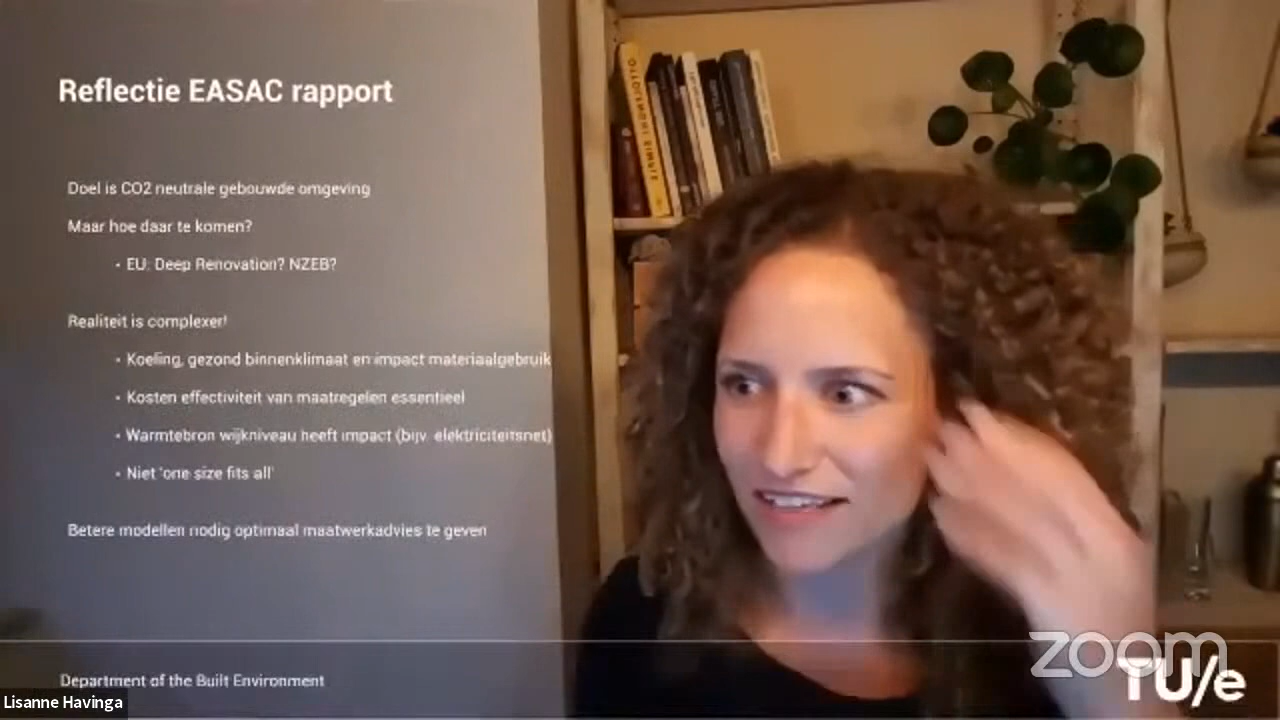 Reflectie EASAC rapport
Doel is CO2 neutrale gebouwde omgeving
Maar hoe daar te komen?
• EU: Deep Renovation? NZEB?
Realiteit is complexer!
• Koeling, gezond binnenklimaat en impact materiaalgebruik
• Kosten effectiviteit van maatregelen essentieel
• Warmtebron wijkniveau heeft impact (bijv. elektriciteitsnet)
• Niet 'one size fits all'
Betere modellen nodig optimaal maatwerkadvies te geven
Department of the Built Environment
Lisanne Havinga
zoom
TU/e